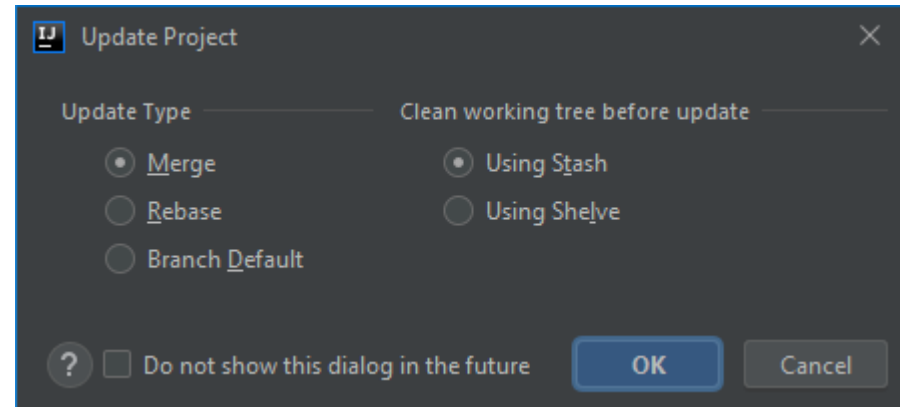 IJ Update Project
Update Type Clean working tree before update
Merge Using Stash
Rebase Using Shelve
Branch Default
? Do not show this dialog in the future OK Cancel